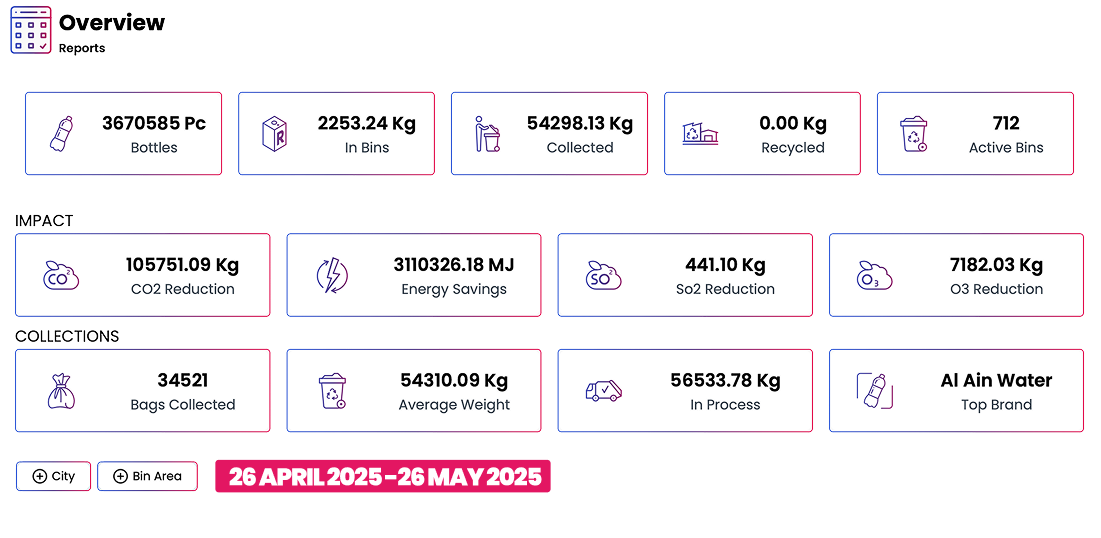 Overview
Reports
3670585 Pc
Bottles
2253.24 Kg
In Bins
54298.13 Kg
Collected
0.00 Kg
Recycled
712
Active Bins
IMPACT
105751.09 Kg
CO2 Reduction
3110326.18 MJ
Energy Savings
441.10 Kg
So2 Reduction
7182.03 Kg
O3 Reduction
COLLECTIONS
34521
Bags Collected
54310.09 Kg
Average Weight
56533.78 Kg
In Process
Al Ain Water
Top Brand
City
Bin Area
26 APRIL 2025 - 26 MAY 2025
R
CO2
SO2
O3